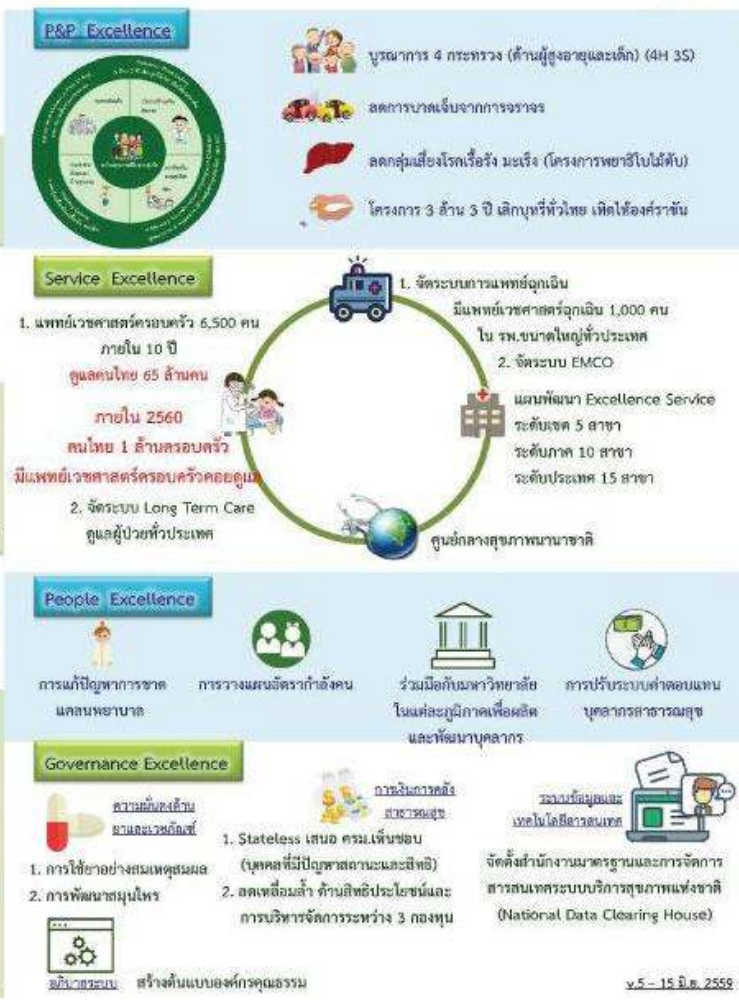 P&P Excellence
บูรณาการ 4 กระทรวง (ด้านผู้สูงอายุและเด็ก) (4H 3S)
ลดการบาดเจ็บจากการจราจร
ลดกลุ่มเสี่ยงโรคเรื้อรัง มะเร็ง (โครงการพยาธิใบไม้ตับ)
โครงการ 3 ล้าน 3 ปี เลิกบุหรี่ทั่วไทย เทิดไท้องค์ราชัน
Service Excellence
1. แพทย์เวชศาสตร์ครอบครัว 6,500 คน
ภายใน 10 ปี
ดูแลคนไทย 65 ล้านคน
ภายใน 2560
คนไทย 1 ล้านครอบครัว
มีแพทย์เวชศาสตร์ครอบครัวคอยดูแล
2. จัดระบบ Long Term Care
ดูแลผู้ป่วยทั่วประเทศ
1. จัดระบบการแพทย์ฉุกเฉิน
มีแพทย์เวชศาสตร์ฉุกเฉิน 1,000 คน
ใน รพ.ขนาดใหญ่ทั่วประเทศ
2. จัดระบบ EMCO
แผนพัฒนา Excellence Service
ระดับเขต 5 สาขา
ระดับภาค 10 สาขา
ระดับประเทศ 15 สาขา
ศูนย์กลางสุขภาพนานาชาติ
People Excellence
การแก้ปัญหาการขาด
แคลนพยาบาล
การวางแผนอัตรากำลังคน
ร่วมมือกับมหาวิทยาลัย
ในแต่ละภูมิภาคเพื่อผลิต
และพัฒนาบุคลากร
การปรับระบบค่าตอบแทน
บุคลากรสาธารณสุข
Governance Excellence
ความมั่นคงด้าน
ยาและเวชภัณฑ์
1. การใช้ยาอย่างสมเหตุสมผล
2. การพัฒนาสมุนไพร
การเงินการคลัง
สาธารณสุข
1. Stateless เสนอ ครม.เห็นชอบ
(บุคคลที่มีปัญหาสถานะและสิทธิ)
2. ลดเหลื่อมล้ำ ด้านสิทธิประโยชน์และ
การบริหารจัดการระหว่าง 3 กองทุน
ระบบข้อมูลและ
เทคโนโลยีสารสนเทศ
จัดตั้งสำนักงานมาตรฐานและการจัดการ
สารสนเทศระบบบริการสุขภาพแห่งชาติ
(National Data Clearing House)
อภิบาลระบบ สร้างต้นแบบองค์กรคุณธรรม
v.5 – 15 มิ.ย. 2559